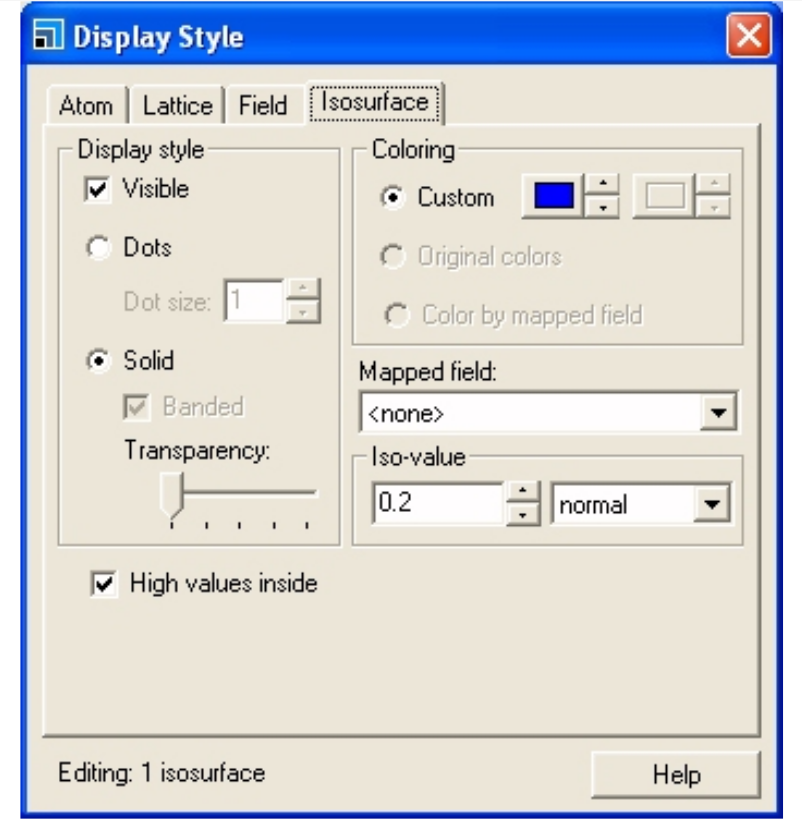 Display Style
Atom Lattice Field Isosurface
Display style
Visible
Dots
Dot size: 1
Solid
Banded
Transparency:
High values inside
Coloring
Custom
Original colors
Color by mapped field
Mapped field:
<none>
Iso-value
0.2 normal
Editing: 1 isosurface
Help